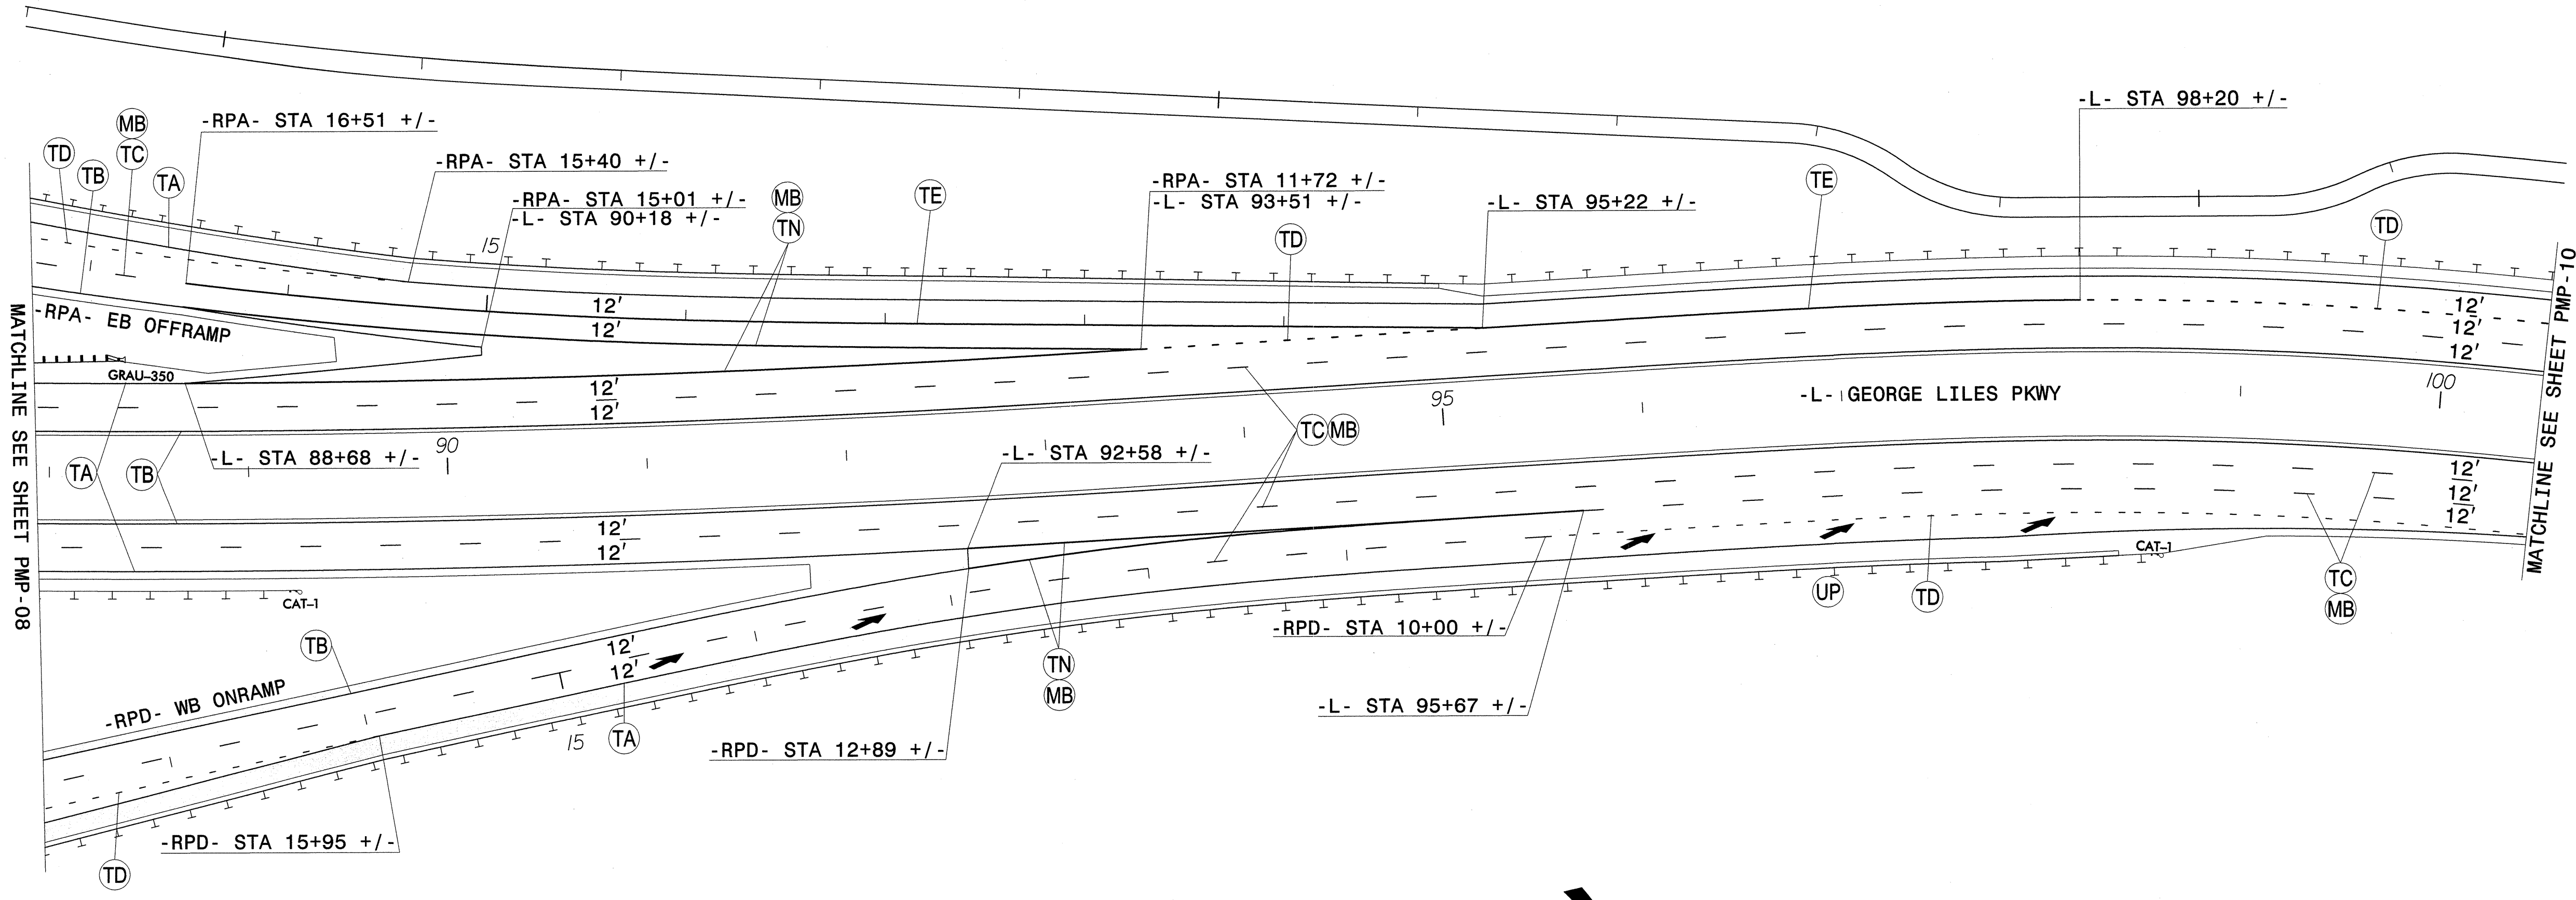 -L- STA 98+20 +/-
MB
-RPA- STA 16+51 +/-
TD
TC
TB
TA
-RPA- STA 15+40 +/-
-RPA- STA 15+01 +/-
-L- STA 90+18 +/-
MB
TN
TE
-RPA- STA 11+72 +/-
-L- STA 93+51 +/-
TD
-L- STA 95+22 +/-
TE
TD
15
12'
12'
12'
12'
12'
-RPA- EB OFFRAMP
GRAU-350
12'
12'
MATCHLINE SEE SHEET PMP-08
MATCHLINE SEE SHEET PMP-10
-L- GEORGE LILES PKWY
100
95
90
TC
MB
-L- STA 88+68 +/-
TA
TB
-L- STA 92+58 +/-
12'
12'
12'
12'
12'
CAT-1
CAT-1
UP
TD
TC
MB
TB
12'
12'
TN
MB
-RPD- STA 10+00 +/-
-L- STA 95+67 +/-
-RPD- WB ONRAMP
15
TA
-RPD- STA 12+89 +/-
-RPD- STA 15+95 +/-
TD